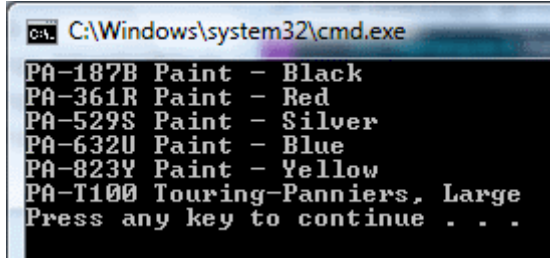 C:\Windows\system32\cmd.exe
PA-187B Paint - Black
PA-361R Paint - Red
PA-529S Paint - Silver
PA-632U Paint - Blue
PA-823Y Paint - Yellow
PA-T100 Touring-Panniers, Large
Press any key to continue . . .